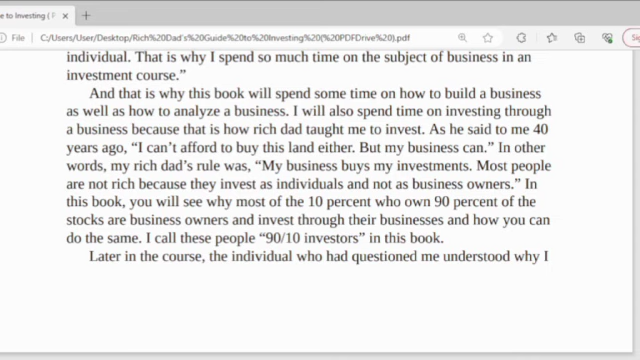 e to Investing ( P
File
C:/Users/User/Desktop/Rich%20Dad's%20Guide%20to%20Investing%20(%20PDFDrive%20).pdf
individual. That is why I spend so much time on the subject of business in an
investment course.”
And that is why this book will spend some time on how to build a business
as well as how to analyze a business. I will also spend time on investing through
a business because that is how rich dad taught me to invest. As he said to me 40
years ago, “I can’t afford to buy this land either. But my business can.” In other
words, my rich dad’s rule was, “My business buys my investments. Most people
are not rich because they invest as individuals and not as business owners.” In
this book, you will see why most of the 10 percent who own 90 percent of the
stocks are business owners and invest through their businesses and how you can
do the same. I call these people “90/10 investors” in this book.
Later in the course, the individual who had questioned me understood why I